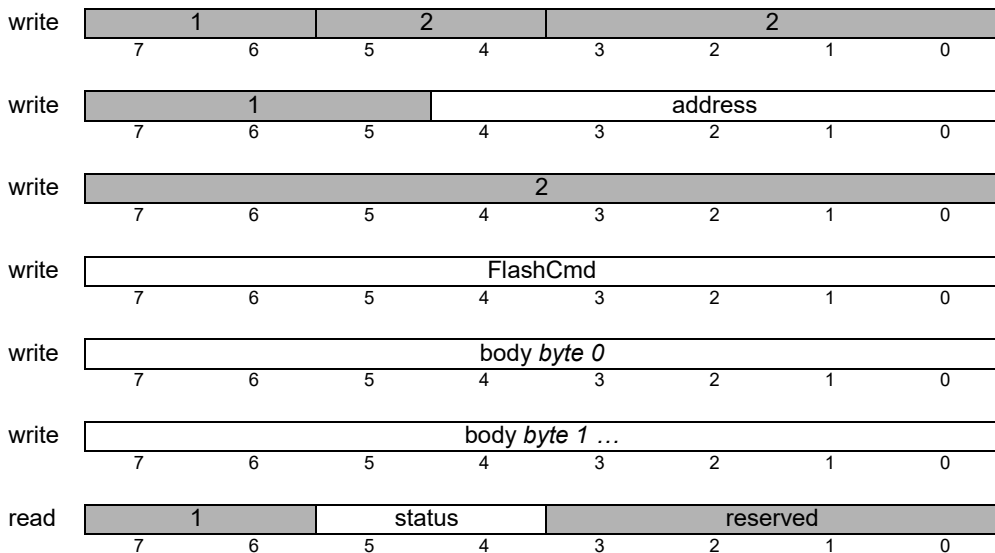 write 1 2 2
7 6 5 4 3 2 1 0
write 1 address
7 6 5 4 3 2 1 0
write 2
7 6 5 4 3 2 1 0
write FlashCmd
7 6 5 4 3 2 1 0
write body byte 0
7 6 5 4 3 2 1 0
write body byte 1 …
7 6 5 4 3 2 1 0
read 1 status reserved
7 6 5 4 3 2 1 0